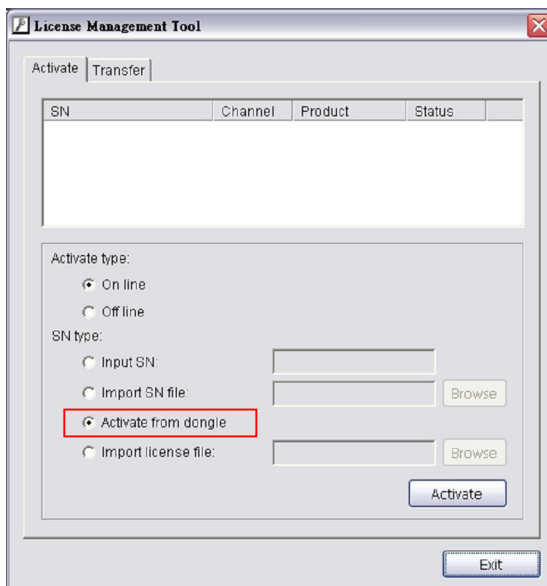 License Management Tool
Activate Transfer
SN Channel Product Status
Activate type:
On line
Off line
SN type:
Input SN:
Import SN file: Browse
Activate from dongle
Import license file: Browse
Activate
Exit